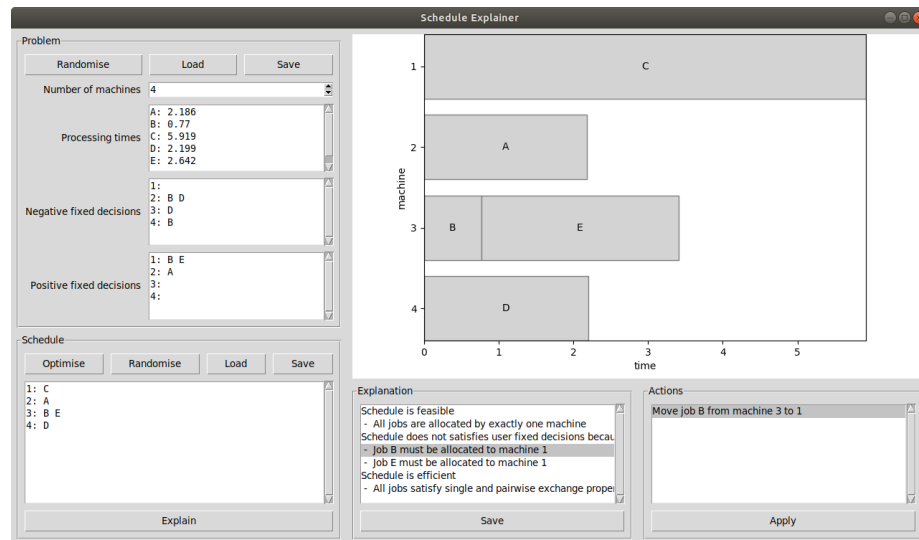 Schedule Explainer
Problem
Randomise Load Save
Number of machines 4
Processing times
A: 2.186
B: 0.77
C: 5.919
D: 2.199
E: 2.642
Negative fixed decisions
1:
2: B D
3: D
4: B
Positive fixed decisions
1: B E
2: A
3:
4:
Schedule
Optimise Randomise Load Save
1: C
2: A
3: B E
4: D
Explain
machine
1 C
2 A
3 B E
4 D
0 1 2 3 4 5
time
Explanation
Schedule is feasible
- All jobs are allocated by exactly one machine
Schedule does not satisfies user fixed decisions becau
- Job B must be allocated to machine 1
- Job E must be allocated to machine 1
Schedule is efficient
- All jobs satisfy single and pairwise exchange prope
Save
Actions
Move job B from machine 3 to 1
Apply